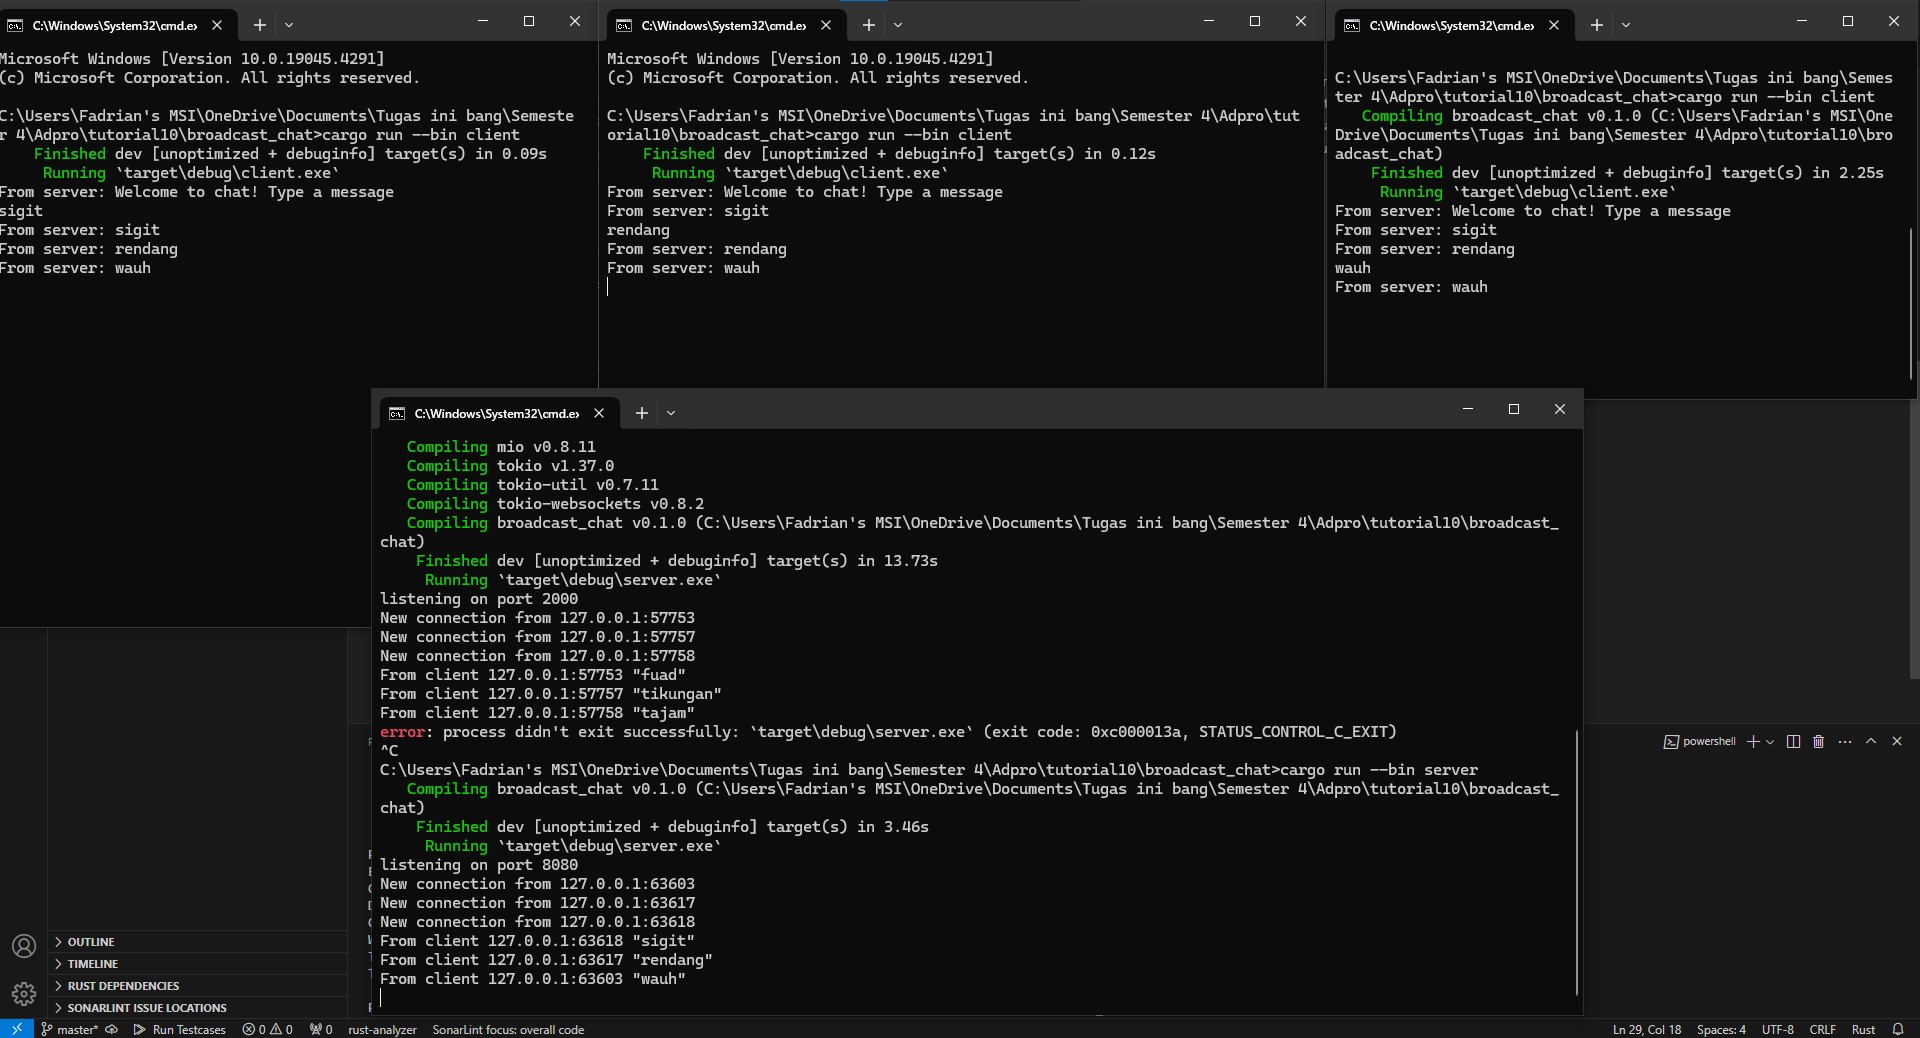 C:\Windows\System32\cmd.e
Microsoft Windows [Version 10.0.19045.4291]
(c) Microsoft Corporation. All rights reserved.
C:\Users\Fadrian's MSI\OneDrive\Documents\Tugas ini bang\Semeste
r 4\Adpro\tutorial10\broadcast_chat>cargo run --bin client
Finished dev [unoptimized + debuginfo] target(s) in 0.09s
Running `target\debug\client.exe`
From server: Welcome to chat! Type a message
sigit
From server: sigit
From server: rendang
From server: wauh
C:\Windows\System32\cmd.e
Microsoft Windows [Version 10.0.19045.4291]
(c) Microsoft Corporation. All rights reserved.
C:\Users\Fadrian's MSI\OneDrive\Documents\Tugas ini bang\Semester 4\Adpro\tut
orial10\broadcast_chat>cargo run --bin client
Finished dev [unoptimized + debuginfo] target(s) in 0.12s
Running `target\debug\client.exe`
From server: Welcome to chat! Type a message
From server: sigit
rendang
From server: rendang
From server: wauh
C:\Windows\System32\cmd.e
C:\Users\Fadrian's MSI\OneDrive\Documents\Tugas ini bang\Semes
ter 4\Adpro\tutorial10\broadcast_chat>cargo run --bin client
Compiling broadcast_chat v0.1.0 (C:\Users\Fadrian's MSI\One
Drive\Documents\Tugas ini bang\Semester 4\Adpro\tutorial10\bro
adcast_chat)
Finished dev [unoptimized + debuginfo] target(s) in 2.25s
Running `target\debug\client.exe`
From server: Welcome to chat! Type a message
From server: sigit
From server: rendang
wauh
From server: wauh
C:\Windows\System32\cmd.e
Compiling mio v0.8.11
Compiling tokio v1.37.0
Compiling tokio-util v0.7.11
Compiling tokio-websockets v0.8.2
Compiling broadcast_chat v0.1.0 (C:\Users\Fadrian's MSI\OneDrive\Documents\Tugas ini bang\Semester 4\Adpro\tutorial10\broadcast_
chat)
Finished dev [unoptimized + debuginfo] target(s) in 13.73s
Running `target\debug\server.exe`
listening on port 2000
New connection from 127.0.0.1:57753
New connection from 127.0.0.1:57757
New connection from 127.0.0.1:57758
From client 127.0.0.1:57753 "fuad"
From client 127.0.0.1:57757 "tikungan"
From client 127.0.0.1:57758 "tajam"
error: process didn't exit successfully: `target\debug\server.exe` (exit code: 0xc000013a, STATUS_CONTROL_C_EXIT)
^C
C:\Users\Fadrian's MSI\OneDrive\Documents\Tugas ini bang\Semester 4\Adpro\tutorial10\broadcast_chat>cargo run --bin server
Compiling broadcast_chat v0.1.0 (C:\Users\Fadrian's MSI\OneDrive\Documents\Tugas ini bang\Semester 4\Adpro\tutorial10\broadcast_
chat)
Finished dev [unoptimized + debuginfo] target(s) in 3.46s
Running `target\debug\server.exe`
listening on port 8080
New connection from 127.0.0.1:63603
New connection from 127.0.0.1:63617
New connection from 127.0.0.1:63618
From client 127.0.0.1:63618 "sigit"
From client 127.0.0.1:63617 "rendang"
From client 127.0.0.1:63603 "wauh"
powershell
OUTLINE
TIMELINE
RUST DEPENDENCIES
SONARLINT ISSUE LOCATIONS
master* Run Testcases 0 0 0 rust-analyzer SonarLint focus: overall code Ln 29, Col 18 Spaces: 4 UTF-8 CRLF Rust